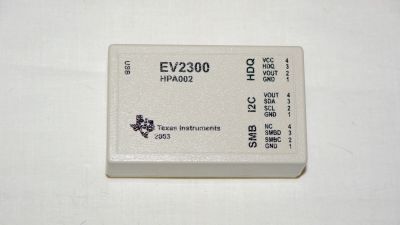 USB
EV2300
HPA002
Texas Instruments
2003
HDQ
VCC 4
HDQ 3
VOUT 2
GND 1
I2C
VOUT 4
SDA 3
SCL 2
GND 1
SMB
NC 4
SMBD 3
SMBC 2
GND 1